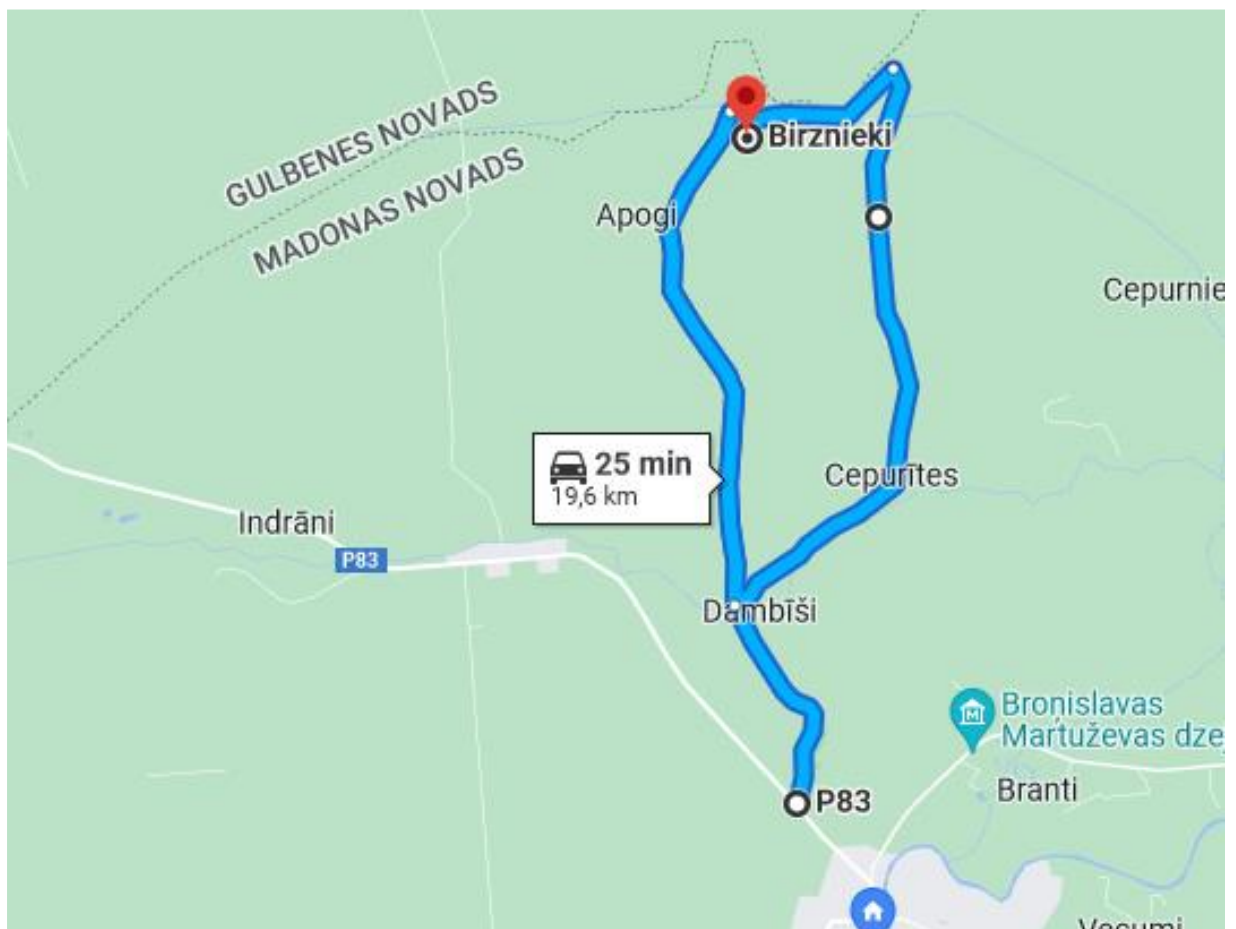 GULBENES NOVADS
MADONAS NOVADS
Birznieki
Apogi
Cepurnie
25 min
19,6 km
Cepurītes
Indrāni
P83
Dambīši
Broņislavas
Martuževas dze
Branti
P83
Vecumi